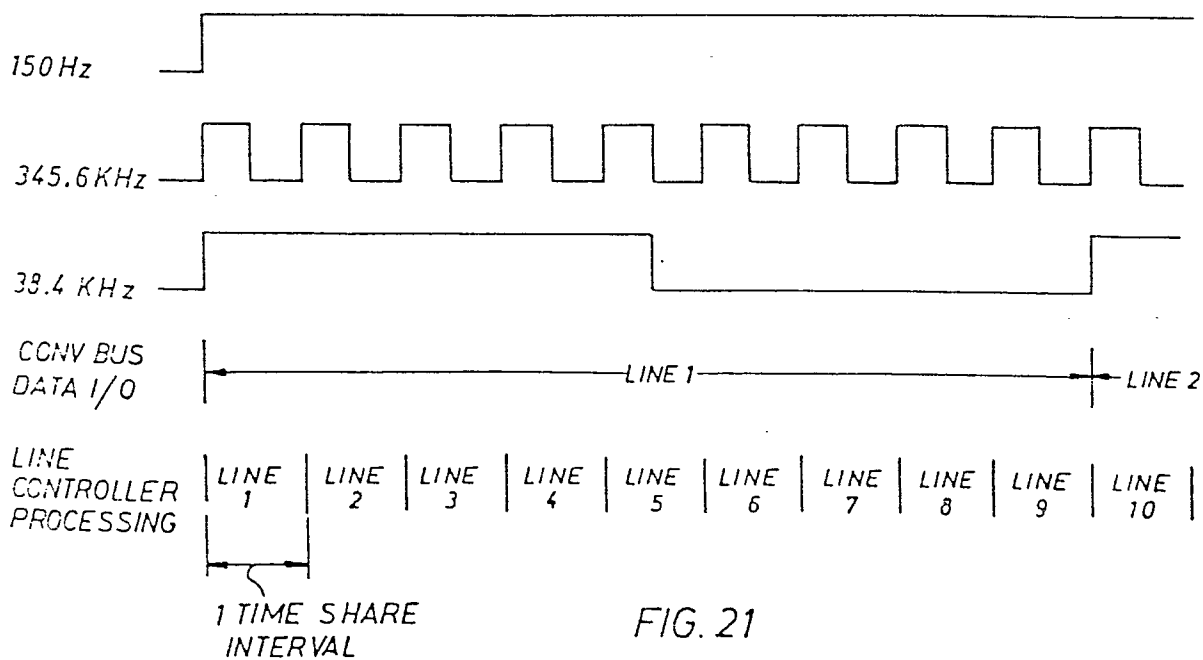 150 Hz
345.6 KHz
38.4 KHz
CONV BUS
DATA I/O
LINE 1
LINE 2
LINE
CONTROLLER
PROCESSING
LINE
1
LINE
2
LINE
3
LINE
4
LINE
5
LINE
6
LINE
7
LINE
8
LINE
9
LINE
10
1 TIME SHARE
INTERVAL
FIG. 21